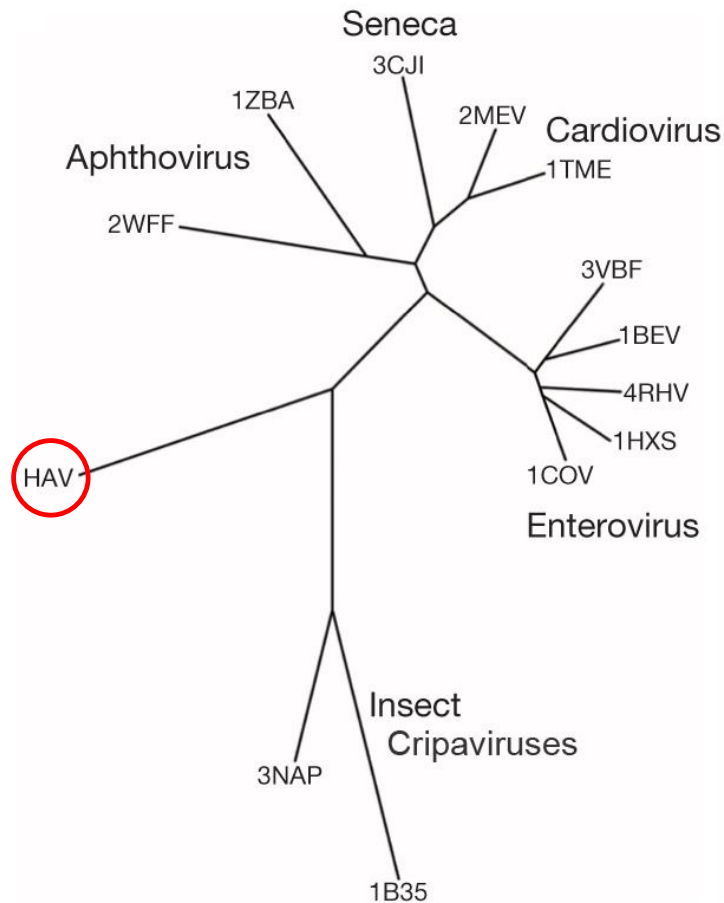 Seneca
3CJI
1ZBA
2MEV
Cardiovirus
Aphthovirus
1TME
2WFF
3VBF
1BEV
4RHV
1HXS
HAV
1COV
Enterovirus
Insect
Cripaviruses
3NAP
1B35